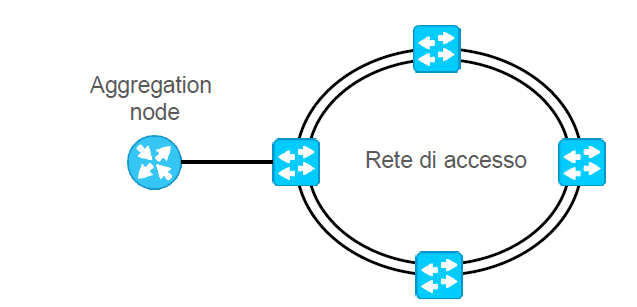 Aggregation
node
Rete di accesso